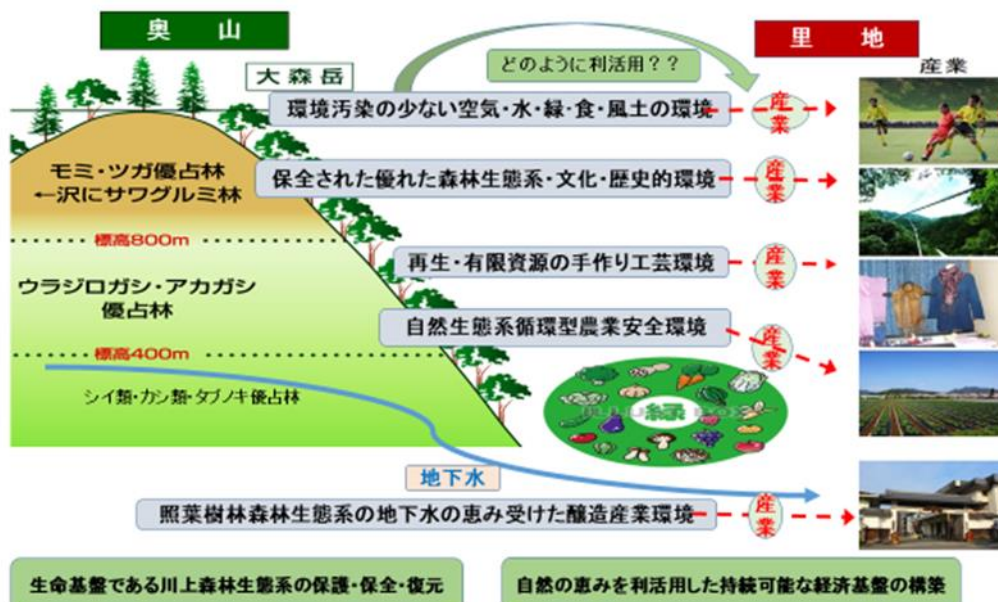 奥山
里地
大森岳
どのように利活用??
産業
環境汚染の少ない空気・水・緑・食・風土の環境
産業
モミ・ツガ優占林
←沢にサワグルミ林
保全された優れた森林生態系・文化・歴史的環境
産業
標高800m
再生・有限資源の手作り工芸環境
産業
ウラジロガシ・アカガシ
優占林
自然生態系循環型農業安全環境
産業
標高400m
シイ類・カシ類・タブノキ優占林
緑
地下水
照葉樹林森林生態系の地下水の恵み受けた醸造産業環境
産業
生命基盤である川上森林生態系の保護・保全・復元
自然の恵みを利活用した持続可能な経済基盤の構築